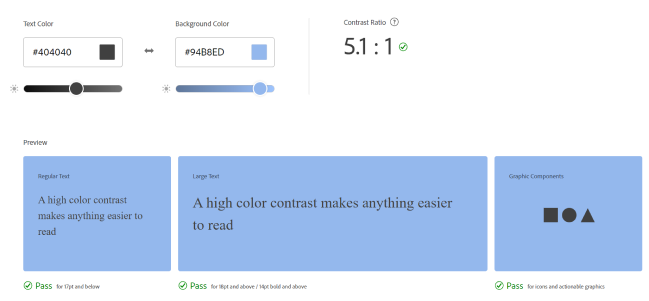 Text Color
Background Color
Contrast Ratio ?
#404040
#94B8ED
5.1 : 1
Preview
Regular Text
A high color contrast
makes anything easier to
read
Large Text
A high color contrast makes anything easier
to read
Graphic Components
Pass for 17pt and below
Pass for 18pt and above / 14pt bold and above
Pass for icons and actionable graphics